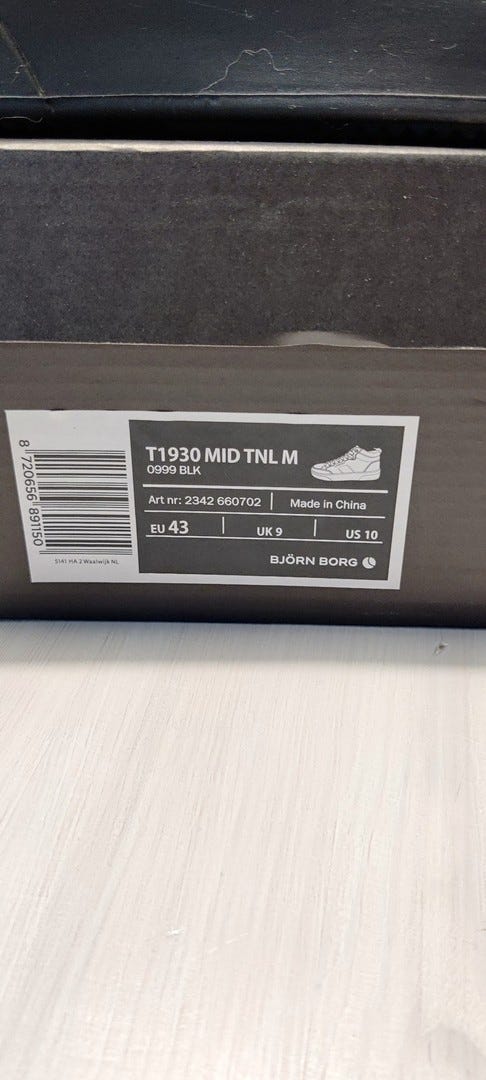 8 720656 891150
5141 HA 2 Waalwijk NL
T1930 MID TNL M
0999 BLK
Art nr: 2342 660702 Made in China
EU 43 UK 9 US 10
BJÖRN BORG